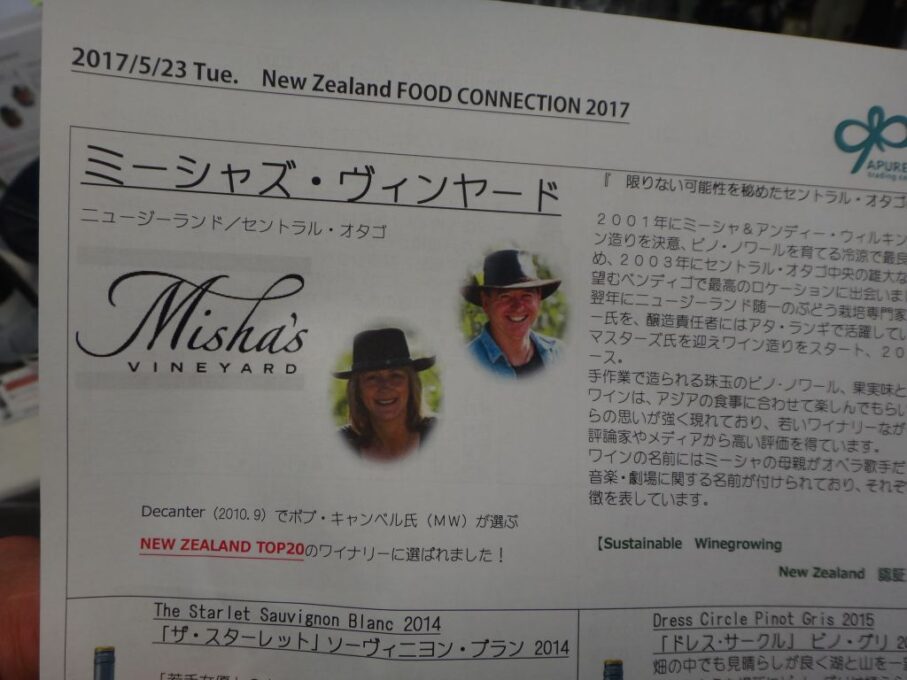 2017/5/23 Tue. New Zealand FOOD CONNECTION 2017
APURE
trading co
ミーシャズ・ヴィンヤード
ニュージーランド/セントラル・オタゴ
Misha's
VINEYARD
Decanter (2010.9) でボブ・キャンベル氏 (MW) が選ぶ
NEW ZEALAND TOP20のワイナリーに選ばれました!
『 限りない可能性を秘めたセントラル・オタゴ
2001年にミーシャ&アンディー・ウィルキン
ン造りを決意、ピノ・ノワールを育てる冷涼で最良
め、2003年にセントラル・オタゴ中央の雄大な
望むベンディゴで最高のロケーションに出会いまし
翌年にニュージーランド随一のぶどう栽培専門家
ー氏を、醸造責任者にはアタ・ランギで活躍してい
マスターズ氏を迎えワイン造りをスタート、20
ース。
手作業で造られる珠玉のピノ・ノワール、果実味と
ワインは、アジアの食事に合わせて楽しんでもらい
らの思いが強く現れており、若いワイナリーなが
評論家やメディアから高い評価を得ています。
ワインの名前にはミーシャの母親がオペラ歌手だ
音楽・劇場に関する名前が付けられており、それぞ
徴を表しています。
【Sustainable Winegrowing
New Zealand 認証
The Starlet Sauvignon Blanc 2014
「ザ・スターレット」ソーヴィニヨン・ブラン 2014
Dress Circle Pinot Gris 2015
「ドレス・サークル」 ピノ・グリ 20
畑の中でも見晴らしが良く湖と山を一